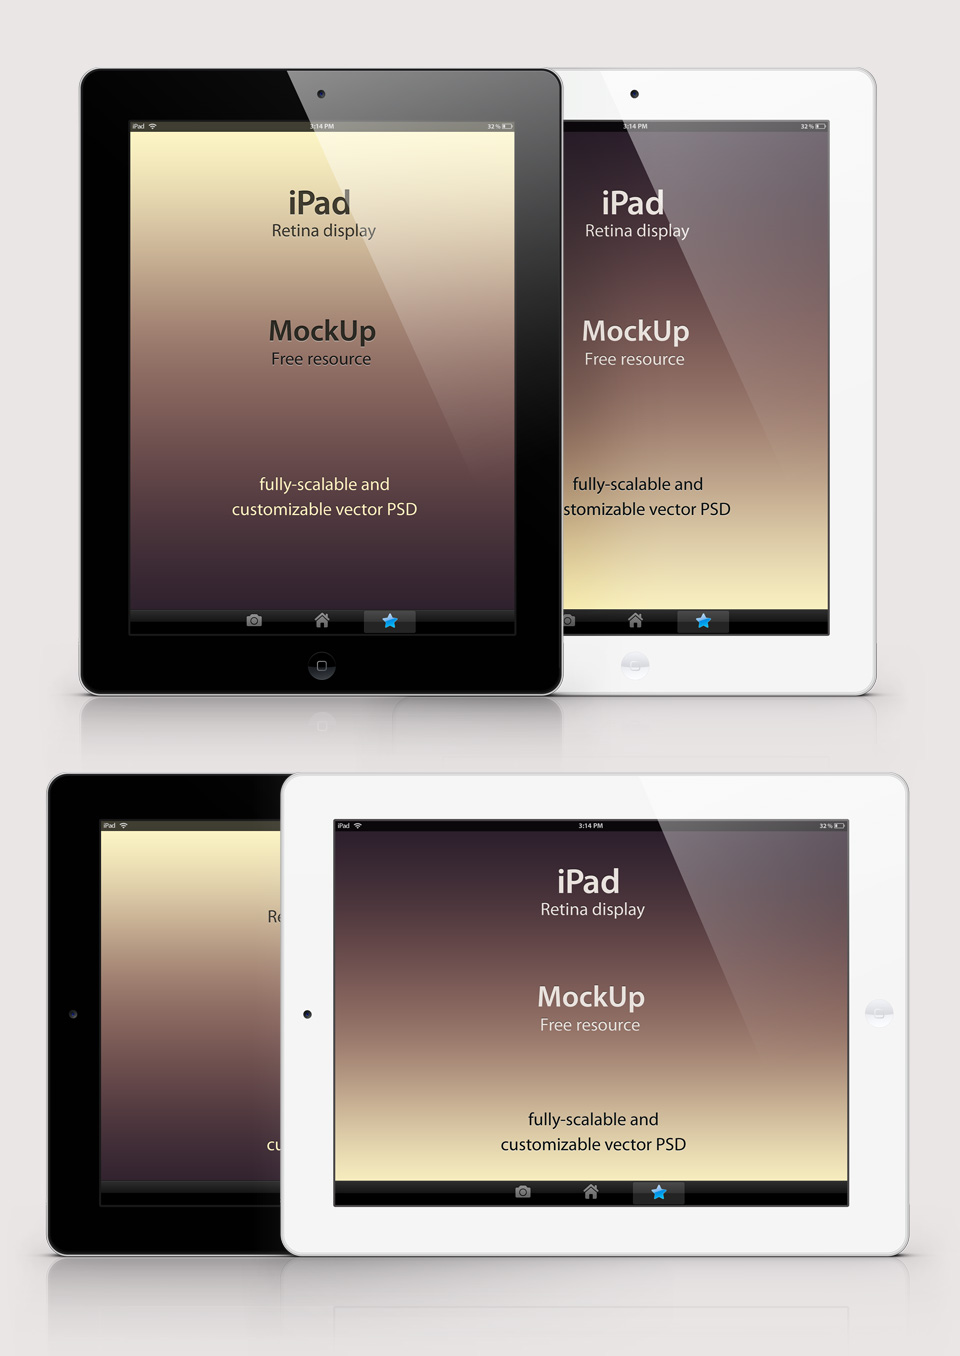 iPad
3:14 PM
32%
iPad
Retina display
MockUp
Free resource
fully-scalable and
customizable vector PSD
3:14 PM
32%
iPad
Retina display
MockUp
Free resource
fully-scalable and
stomizable vector PSD
iPad
Re
cu
iPad
3:14 PM
32%
iPad
Retina display
MockUp
Free resource
fully-scalable and
customizable vector PSD